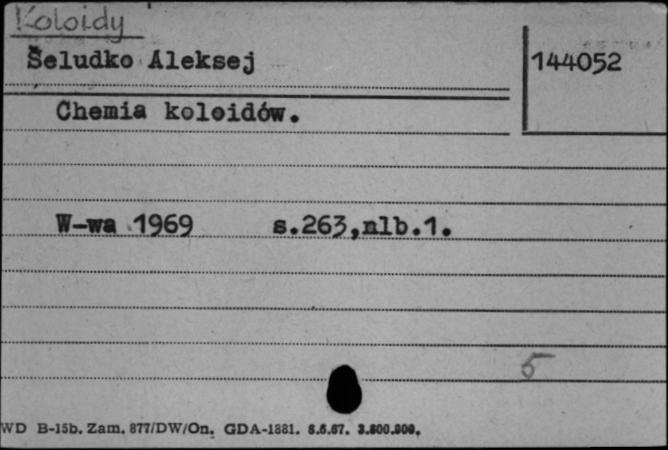 Koloidy
Šeludko Aleksej
144052
Chemia koloidów.
W-wa 1969 s.263,nlb.1.
5
WD B-15b. Zam. 877/DW/On. GDA-1881. 8.6.67. 3.800.000.